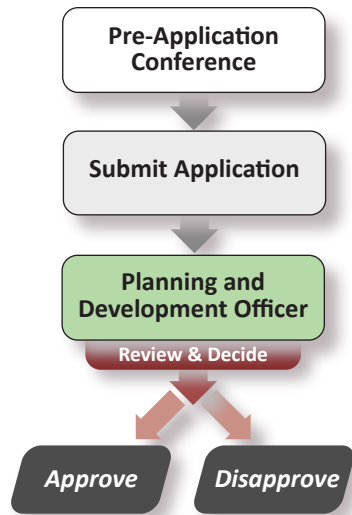 Pre-Application
Conference
Submit Application
Planning and
Development Officer
Review & Decide
Approve
Disapprove